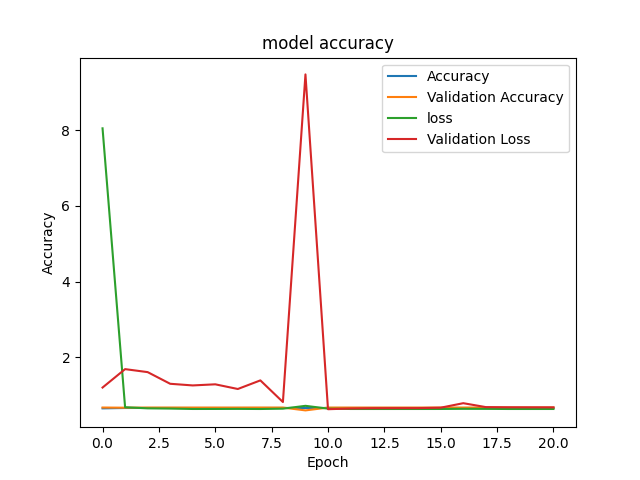 model accuracy
Accuracy
Validation Accuracy
loss
Validation Loss
8
6
4
2
Accuracy
0.0 2.5 5.0 7.5 10.0 12.5 15.0 17.5 20.0
Epoch